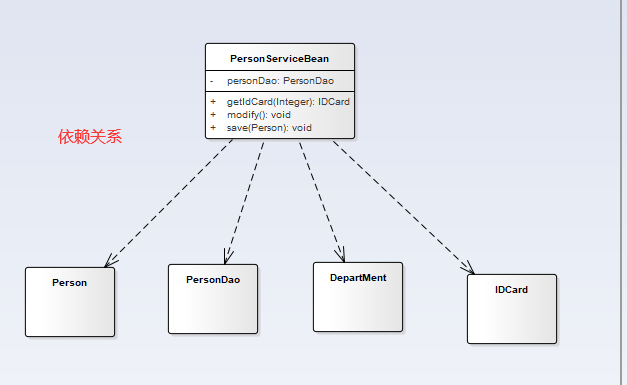 PersonServiceBean
- personDao: PersonDao
+ getIdCard(Integer): IDCard
+ modify(): void
+ save(Person): void
依赖关系
Person
PersonDao
DepartMent
IDCard